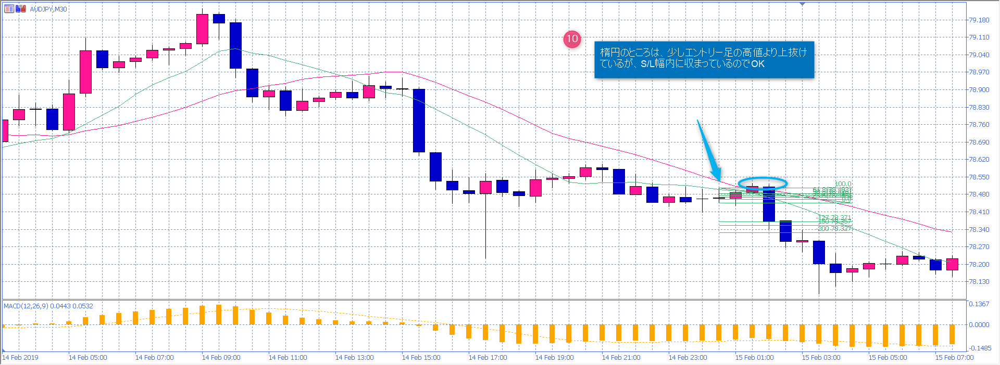 AUDJPY,M30
10
楕円のところは、少しエントリー足の高値より上抜け
ているが、S/L幅内に収まっているのでOK
79.180
79.110
79.040
78.970
78.900
78.830
78.760
78.690
78.620
78.550
78.480
78.410
78.340
78.270
78.200
78.130
100.0
0.0
-127 78.371
-150 78.357
-200 78.327
MACD(12,26,9) 0.0443 0.0532
0.1367
0.0000
-0.1485
14 Feb 2019
14 Feb 05:00
14 Feb 07:00
14 Feb 09:00
14 Feb 11:00
14 Feb 13:00
14 Feb 15:00
14 Feb 17:00
14 Feb 19:00
14 Feb 21:00
14 Feb 23:00
15 Feb 01:00
15 Feb 03:00
15 Feb 05:00
15 Feb 07:00